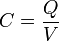 C = Q/V